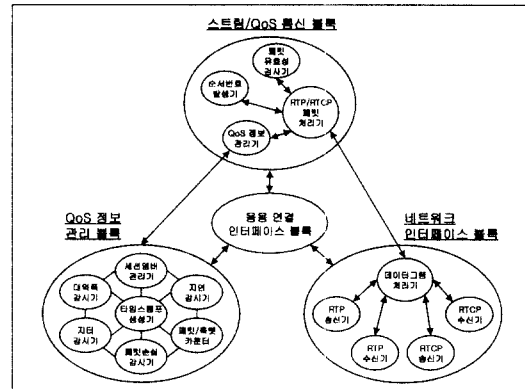 스트림/QoS 통신 블록
패킷
유효성
검사기
순서번호
발생기
RTP/RTCP
패킷
처리기
QoS 정보
관리기
QoS 정보
관리 블록
응용 연결
인터페이스 블록
네트워크
인터페이스 블록
세션멤버
관리기
대역폭
감시기
지연
감시기
타임스탬프
생성기
지터
감시기
패킷/옥텟
카운터
패킷손실
감시기
데이터그램
처리기
RTP
송신기
RTCP
수신기
RTP
수신기
RTCP
송신기